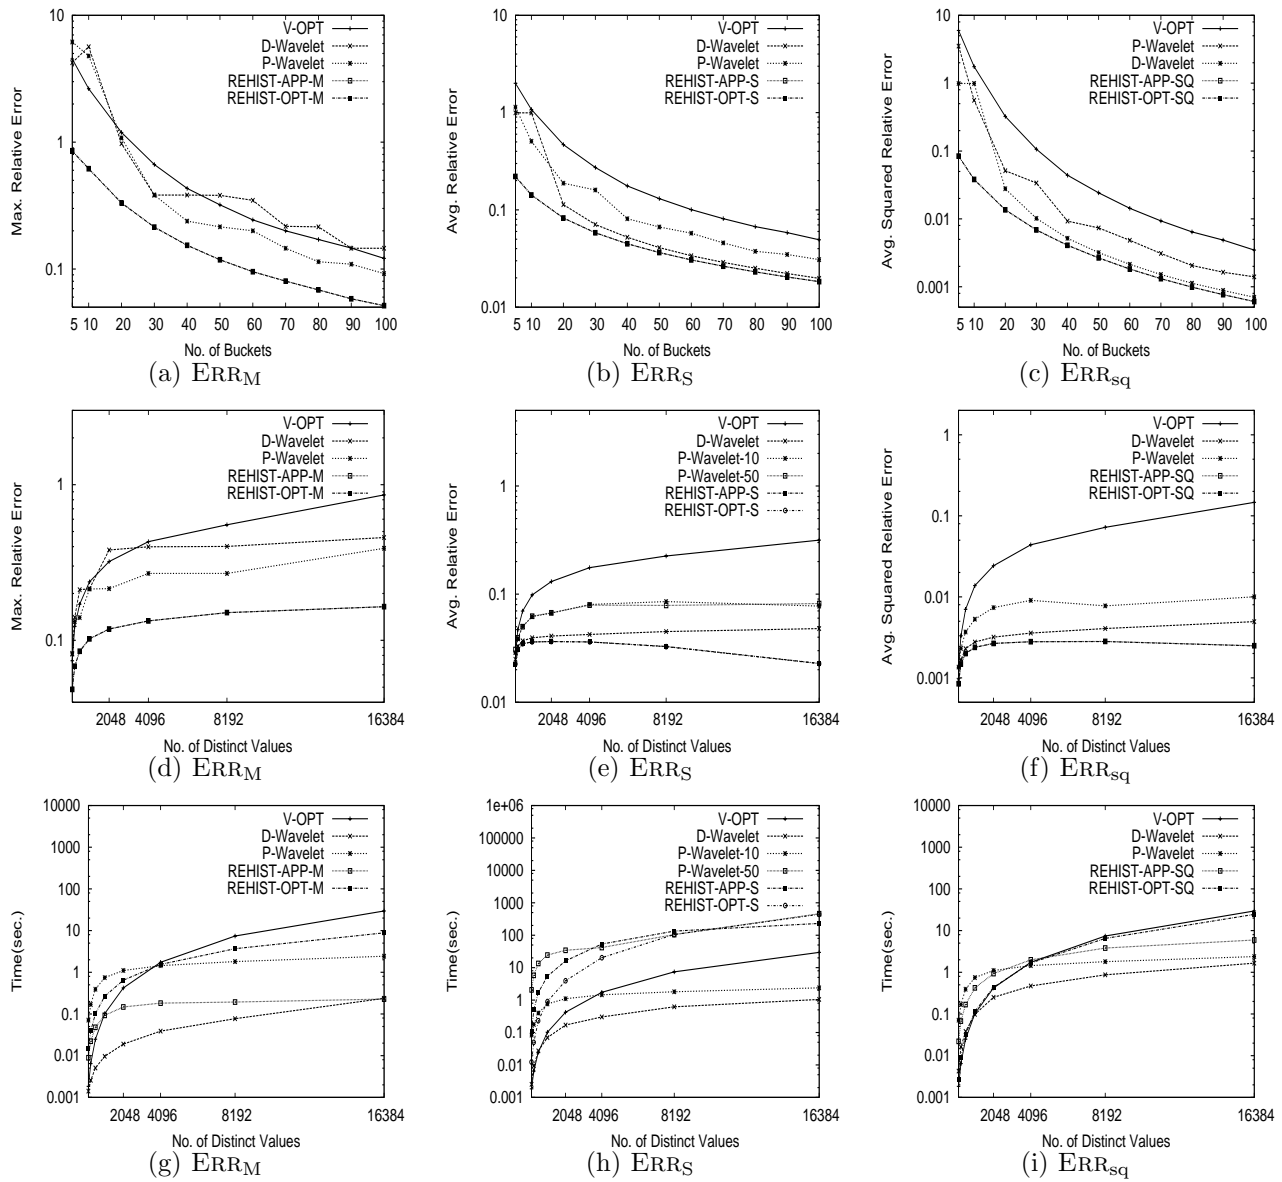 Max. Relative Error
10
1
0.1
V-OPT
D-Wavelet
P-Wavelet
REHIST-APP-M
REHIST-OPT-M
5 10 20 30 40 50 60 70 80 90 100
No. of Buckets
(a) ERR_M
Avg. Relative Error
10
1
0.1
0.01
V-OPT
D-Wavelet
P-Wavelet
REHIST-APP-S
REHIST-OPT-S
5 10 20 30 40 50 60 70 80 90 100
No. of Buckets
(b) ERR_S
Avg. Squared Relative Error
10
1
0.1
0.01
0.001
V-OPT
P-Wavelet
D-Wavelet
REHIST-APP-SQ
REHIST-OPT-SQ
5 10 20 30 40 50 60 70 80 90 100
No. of Buckets
(c) ERR_sq
Max. Relative Error
1
0.1
V-OPT
D-Wavelet
P-Wavelet
REHIST-APP-M
REHIST-OPT-M
2048 4096 8192 16384
No. of Distinct Values
(d) ERR_M
Avg. Relative Error
1
0.1
0.01
V-OPT
D-Wavelet
P-Wavelet-10
P-Wavelet-50
REHIST-APP-S
REHIST-OPT-S
2048 4096 8192 16384
No. of Distinct Values
(e) ERR_S
Avg. Squared Relative Error
1
0.1
0.01
0.001
V-OPT
D-Wavelet
P-Wavelet
REHIST-APP-SQ
REHIST-OPT-SQ
2048 4096 8192 16384
No. of Distinct Values
(f) ERR_sq
Time(sec.)
10000
1000
100
10
1
0.1
0.01
0.001
V-OPT
D-Wavelet
P-Wavelet
REHIST-APP-M
REHIST-OPT-M
2048 4096 8192 16384
No. of Distinct Values
(g) ERR_M
Time(sec.)
1e+06
100000
10000
1000
100
10
1
0.1
0.01
0.001
V-OPT
D-Wavelet
P-Wavelet-10
P-Wavelet-50
REHIST-APP-S
REHIST-OPT-S
2048 4096 8192 16384
No. of Distinct Values
(h) ERR_S
Time(sec.)
10000
1000
100
10
1
0.1
0.01
0.001
V-OPT
D-Wavelet
P-Wavelet
REHIST-APP-SQ
REHIST-OPT-SQ
2048 4096 8192 16384
No. of Distinct Values
(i) ERR_sq